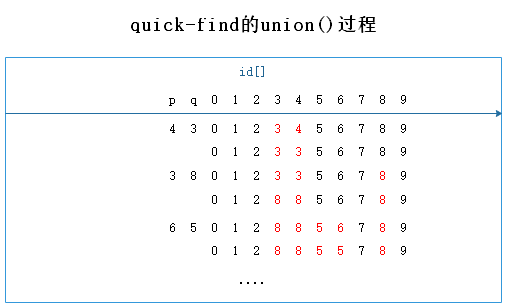 quick-find的union()过程
id[]
p q 0 1 2 3 4 5 6 7 8 9
4 3 0 1 2 3 4 5 6 7 8 9
0 1 2 3 3 5 6 7 8 9
3 8 0 1 2 3 3 5 6 7 8 9
0 1 2 8 8 5 6 7 8 9
6 5 0 1 2 8 8 5 6 7 8 9
0 1 2 8 8 5 5 7 8 9
....